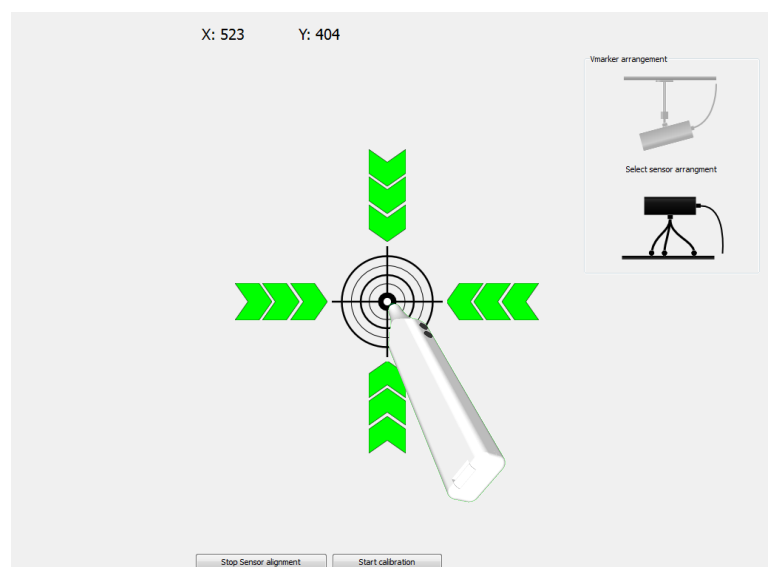 X: 523 Y: 404
Vmarker arrangement
Select sensor arrangment
Stop Sensor alignment
Start calibration